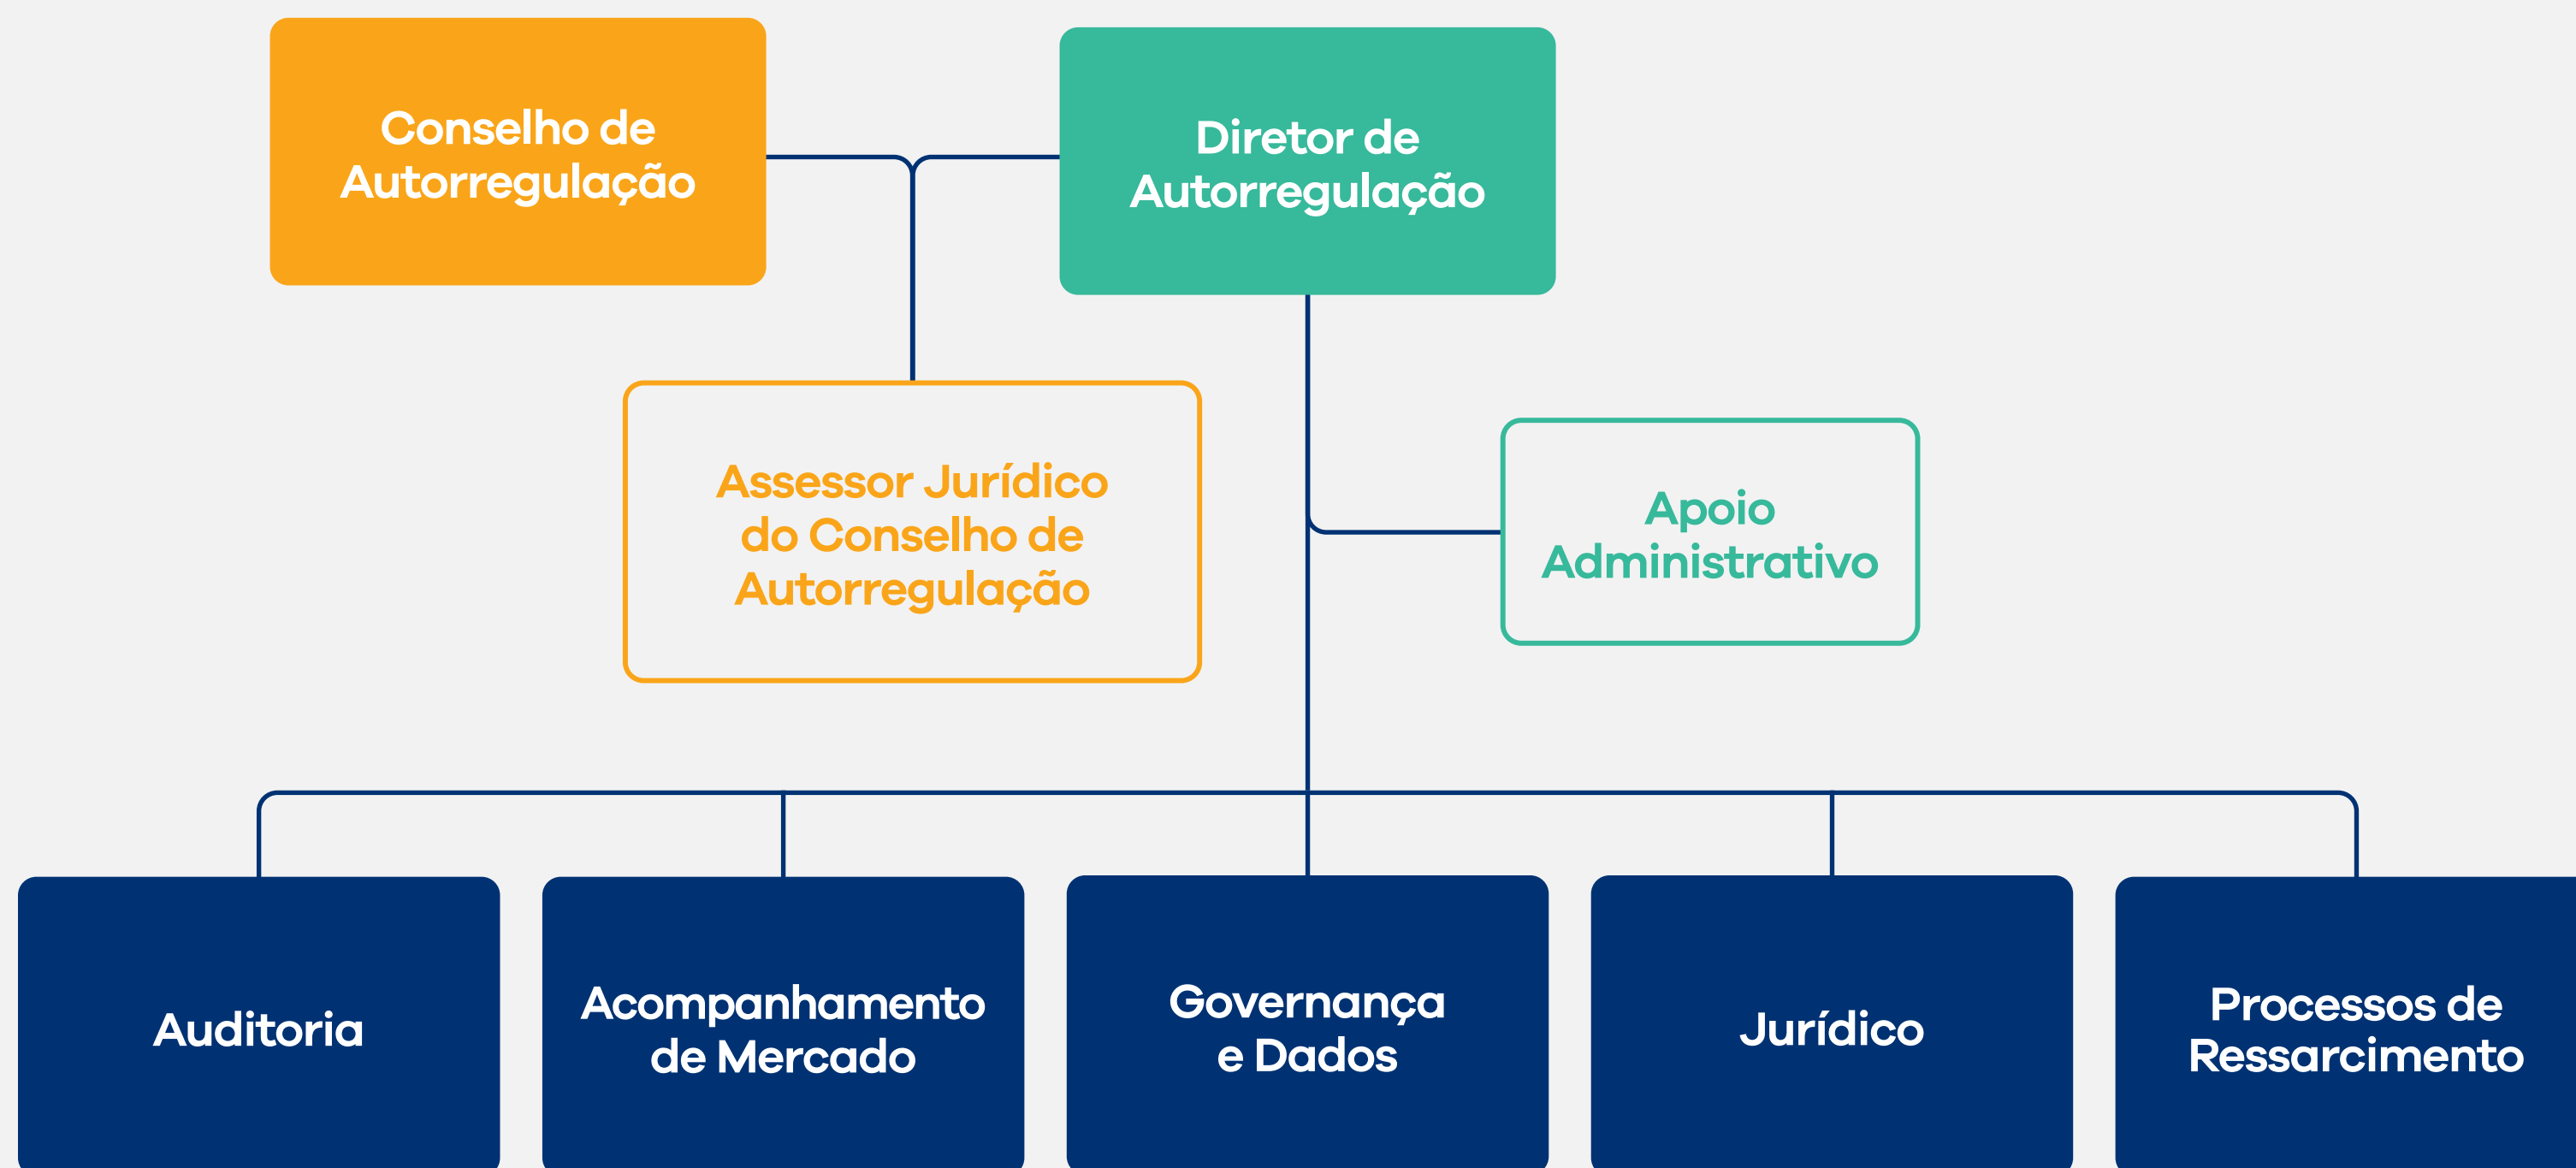 Conselho de
Autorregulação
Diretor de
Autorregulação
Assessor Jurídico
do Conselho de
Autorregulação
Apoio
Administrativo
Auditoria
Acompanhamento
de Mercado
Governança
e Dados
Jurídico
Processos de
Ressarcimento